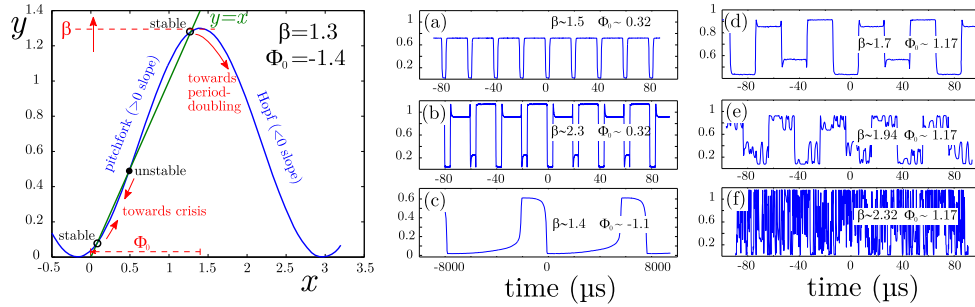 stable
y=x
y
β
β=1.3
Φ₀=-1.4
1.4
1.2
1
0.8
0.6
0.4
0.2
0
towards
period-
doubling
pitchfork (>0 slope)
Hopf (<0 slope)
unstable
towards crisis
stable
Φ₀
-0.5 0 0.5 1 1.5 2 2.5 3 3.5
x
(a) β~1.5 Φ₀~ 0.32
1
0.6
0.2
-80 -40 0 40 80
(b) β~2.3 Φ₀~ 0.32
1
0.6
0.2
-80 -40 0 40 80
(c) β~1.4 Φ₀~ -1.1
0.6
0.4
0.2
0
-8000 0 8000
time (µs)
(d) β~1.7 Φ₀~ 1.17
0.8
0.6
-80 -40 0 40 80
(e) β~1.94 Φ₀~ 1.17
1
0.6
0.2
-80 -40 0 40 80
(f) β~2.32 Φ₀~ 1.17
1
0.6
0.2
-80 -40 0 40 80
time (µs)